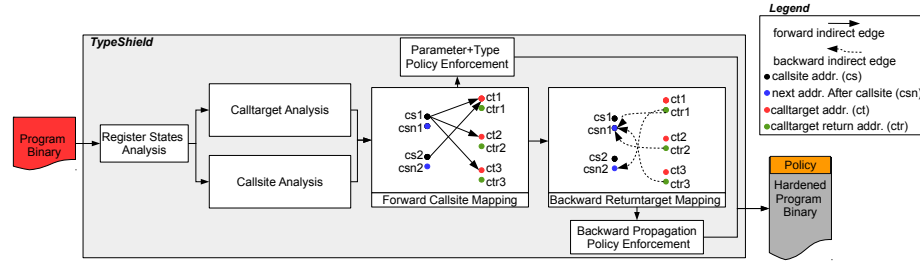 TypeShield
Program
Binary
Register States
Analysis
Calltarget Analysis
Callsite Analysis
Parameter+Type
Policy Enforcement
cs1
csn1
cs2
csn2
ct1
ctr1
ct2
ctr2
ct3
ctr3
Forward Callsite Mapping
cs1
csn1
cs2
csn2
ct1
ctr1
ct2
ctr2
ct3
ctr3
Backward Returntarget Mapping
Backward Propagation
Policy Enforcement
Legend
forward indirect edge
backward indirect edge
callsite addr. (cs)
next addr. After callsite (csn)
calltarget addr. (ct)
calltarget return addr. (ctr)
Policy
Hardened
Program
Binary